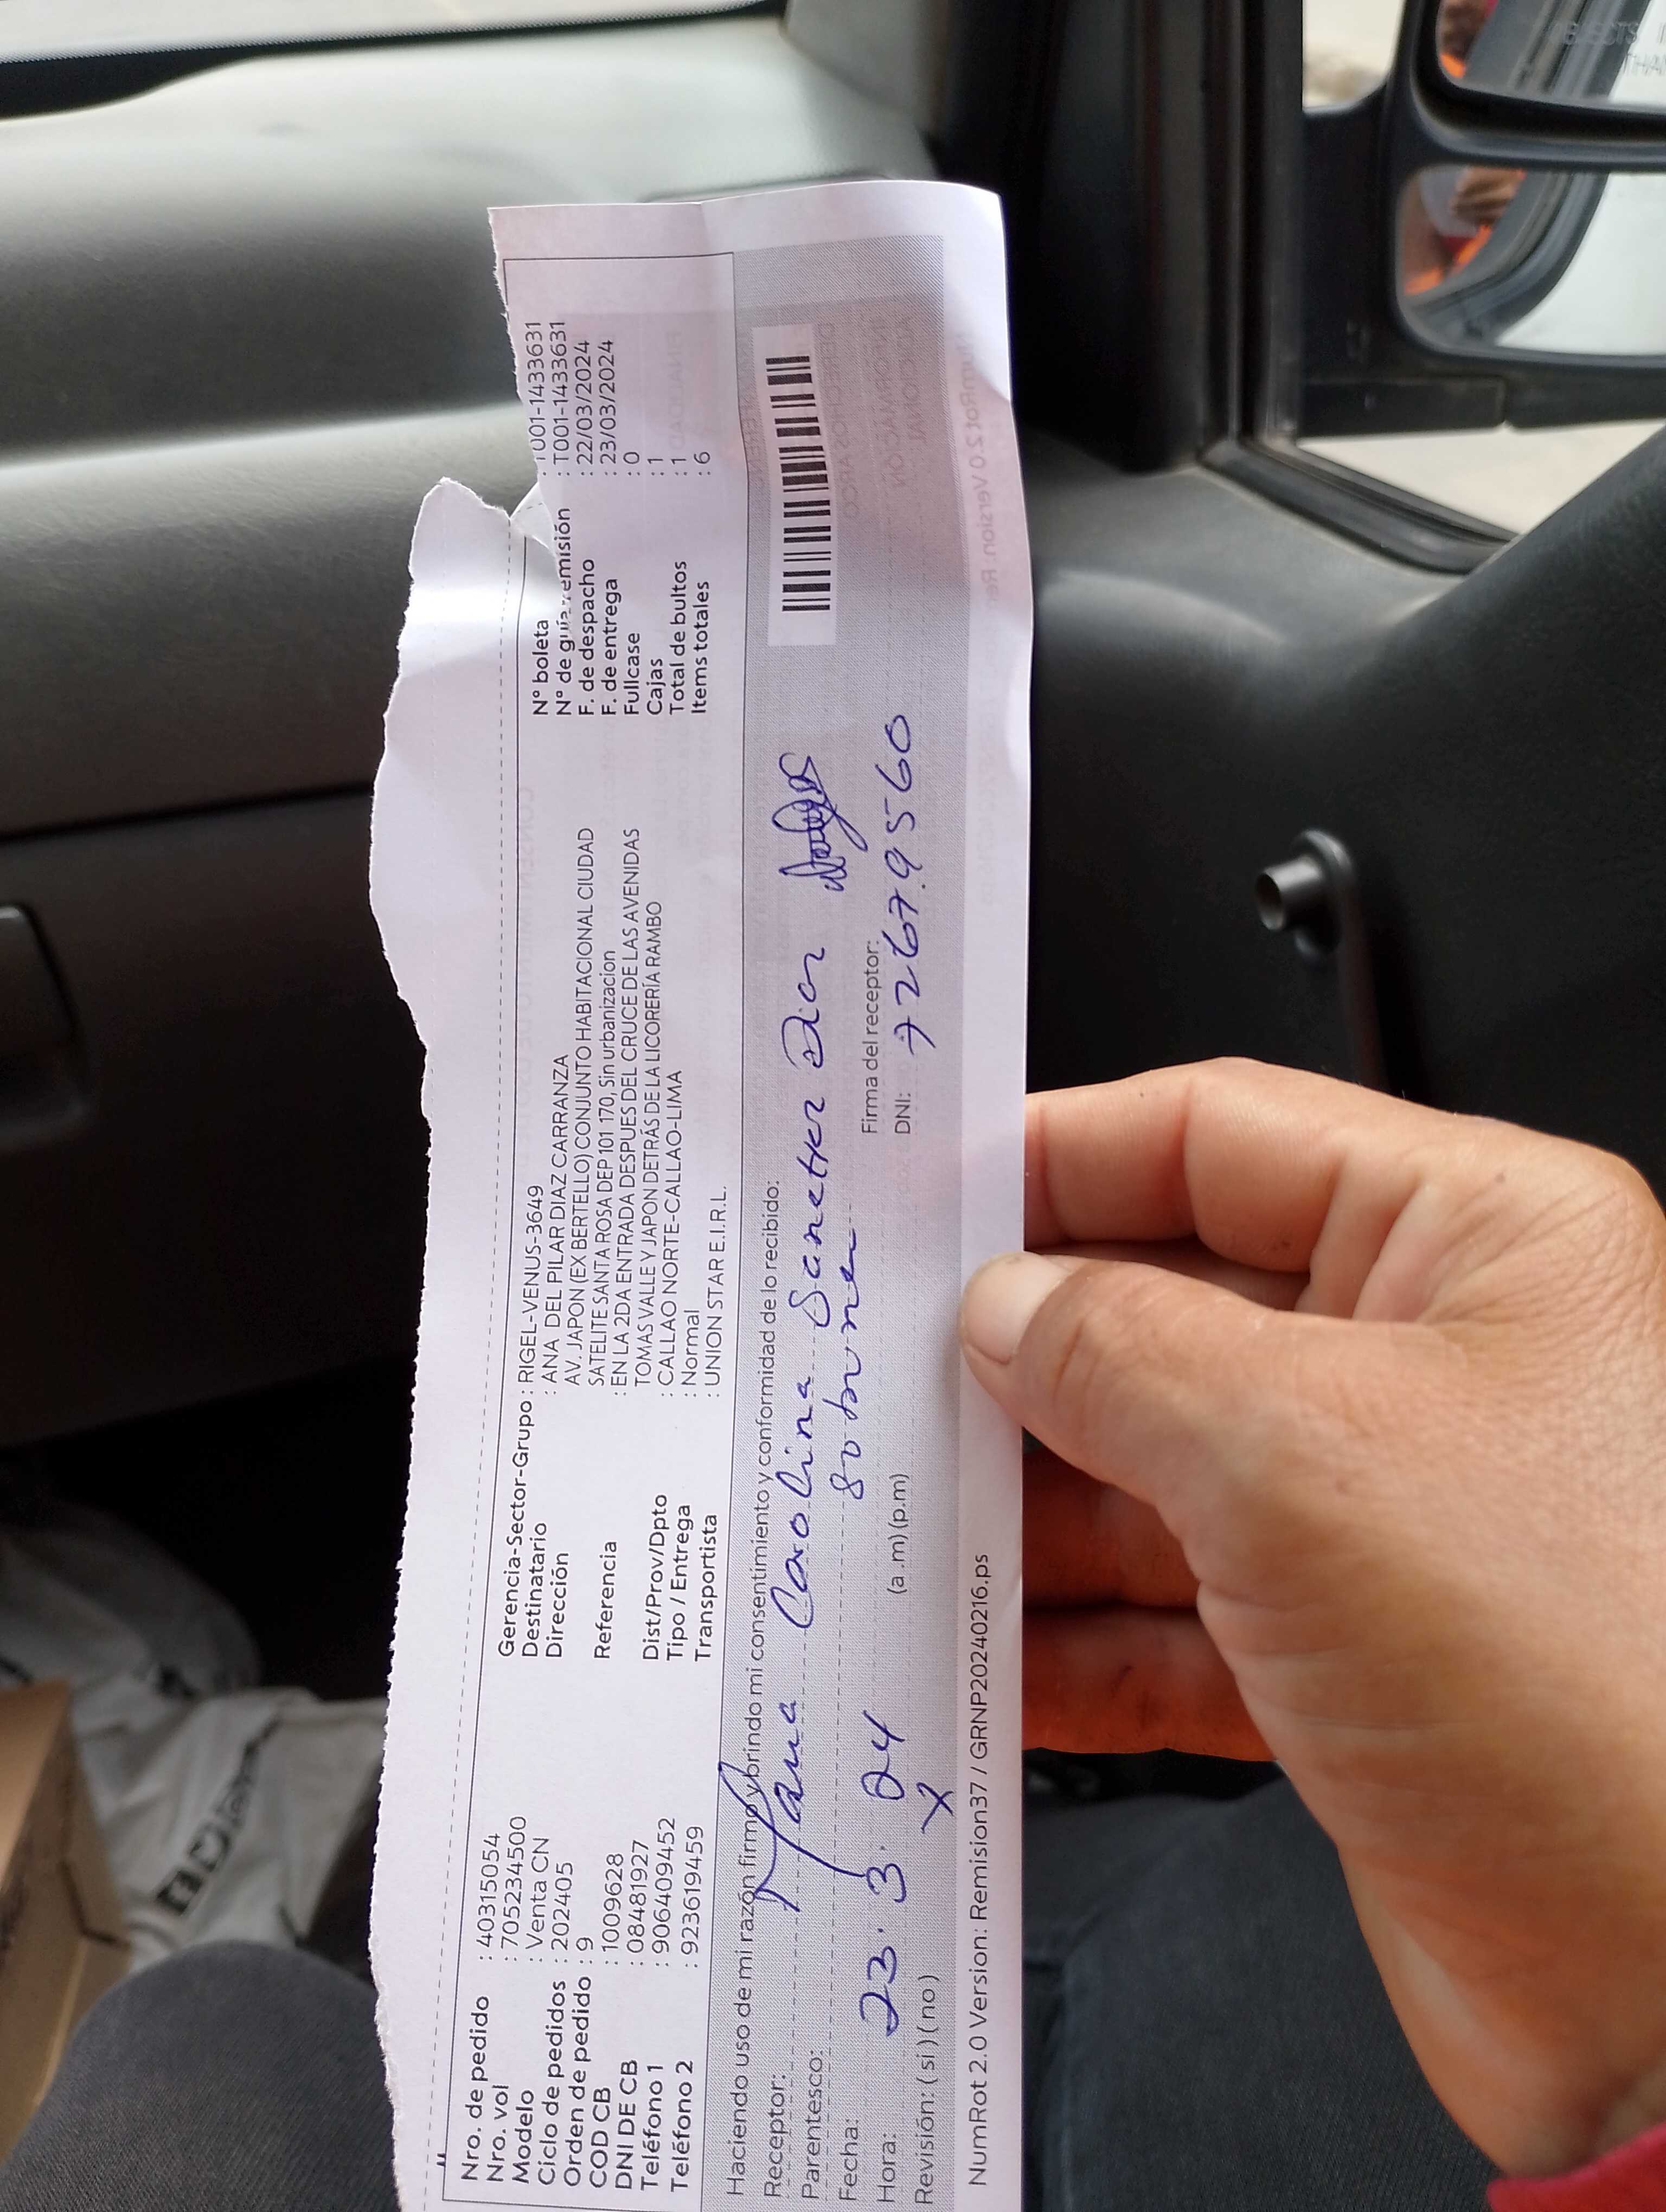 Nro. de pedido : 40315054
Nro. vol : 705234500
Modelo : Venta CN
Ciclo de pedidos : 202405
Orden de pedido : 9
COD CB : 1009628
DNI DE CB : 08481927
Teléfono 1 : 906409452
Teléfono 2 : 923619459
Gerencia-Sector-Grupo : RIGEL-VENUS-3649
Destinatario : ANA DEL PILAR DIAZ CARRANZA
Dirección AV. JAPON (EX BERTELLO) CONJUNTO HABITACIONAL CIUDAD
SATELITE SANTA ROSA DEP 101 170, Sin urbanizacion
Referencia : EN LA 2DA ENTRADA DESPUES DEL CRUCE DE LAS AVENIDAS
TOMAS VALLE Y JAPON DETRÁS DE LA LICORERÍA RAMBO
Dist/Prov/Dpto : CALLAO NORTE-CALLAO-LIMA
Tipo / Entrega : Normal
Transportista : UNION STAR E.I.R.L.
N° boleta : T001-1433631
N° de guía remisión : T001-1433631
F. de despacho : 22/03/2024
F. de entrega : 23/03/2024
Fullcase : 0
Cajas : 1
Total de bultos : 1
Items totales : 6
Haciendo uso de mi razón firmo y brindo mi consentimiento y conformidad de lo recibido:
Receptor: Carolina
Parentesco:
Fecha: 23. 3. 24
Firma del receptor:
Hora: (a.m) (p.m)
DNI: 72679560
Revisión: (si) (no) X
NumRot 2.0 Version: Remision37 / GRNP20240216.ps
OBJECTS